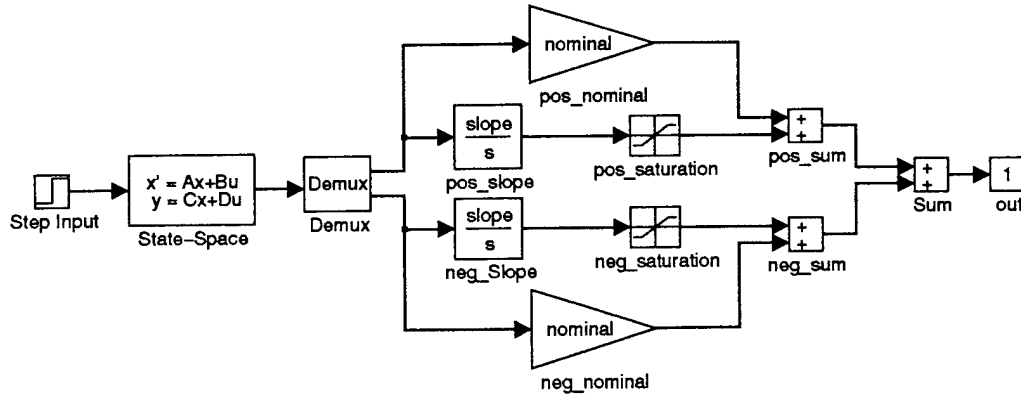 nominal
pos_nominal
slope
s
pos_slope
pos_saturation
+
+
pos_sum
Step Input
x' = Ax+Bu
y = Cx+Du
State-Space
Demux
Demux
+
+
Sum
1
out
slope
s
neg_Slope
neg_saturation
+
+
neg_sum
nominal
neg_nominal